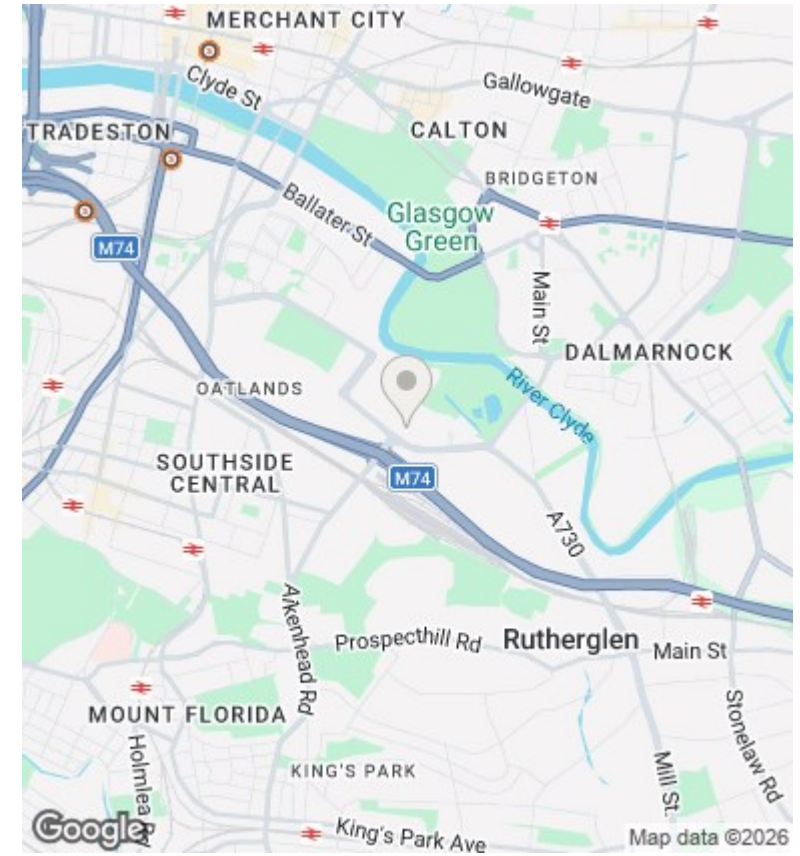 MERCHANT CITY
Clyde St
Gallowgate
TRADESTON
CALTON
BRIDGETON
Ballater St
Glasgow
Green
M74
Main St
DALMARNOCK
OATLANDS
River Clyde
SOUTHSIDE
CENTRAL
M74
A730
Aikenhead Rd
Prospecthill Rd
Rutherglen
Main St
MOUNT FLORIDA
Holmlea Rd
Stonelaw Rd
KING'S PARK
Mill St.
Google
King's Park Ave
Map data ©2026